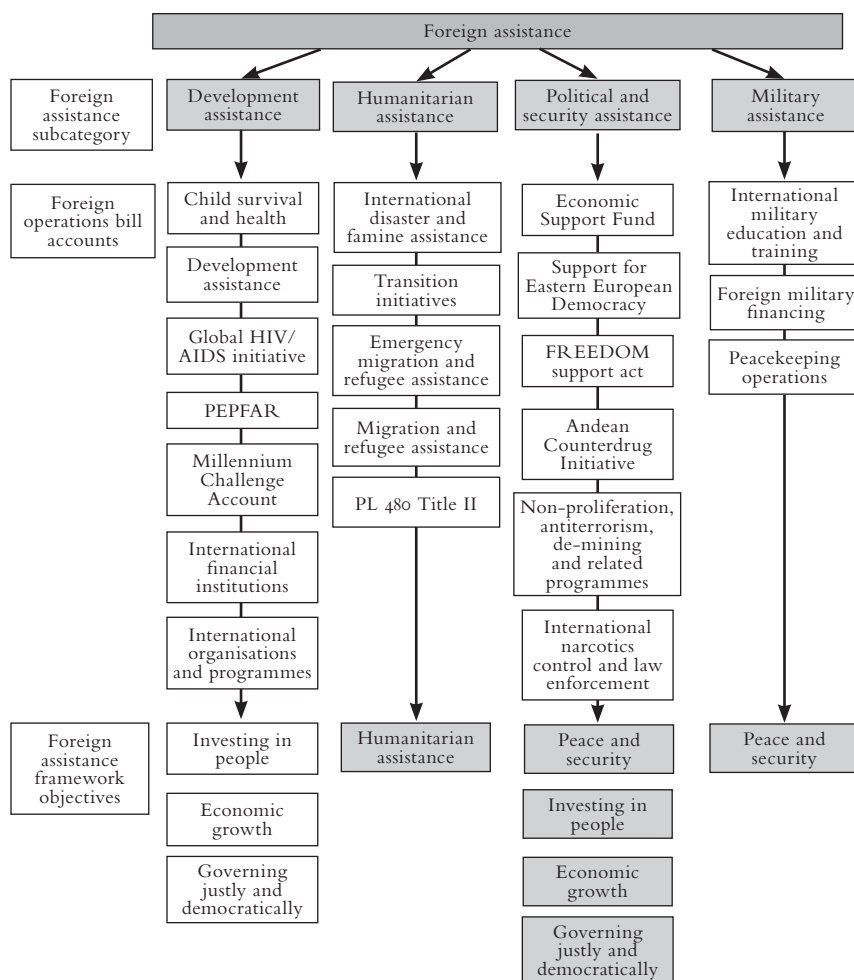 Foreign assistance
Foreign
assistance
subcategory
Development
assistance
Humanitarian
assistance
Political and
security assistance
Military
assistance
Foreign
operations bill
accounts
Child survival
and health
Development
assistance
Global HIV/
AIDS initiative
PEPFAR
Millennium
Challenge
Account
International
financial
institutions
International
organisations
and programmes
International
disaster and
famine assistance
Transition
initiatives
Emergency
migration and
refugee assistance
Migration and
refugee assistance
PL 480 Title II
Economic
Support Fund
Support for
Eastern European
Democracy
FREEDOM
support act
Andean
Counterdrug
Initiative
Non-proliferation,
antiterrorism,
de-mining
and related
programmes
International
narcotics
control and law
enforcement
International
military
education and
training
Foreign military
financing
Peacekeeping
operations
Foreign
assistance
framework
objectives
Investing in
people
Economic
growth
Governing
justly and
democratically
Humanitarian
assistance
Peace and
security
Investing in
people
Economic
growth
Governing
justly and
democratically
Peace and
security